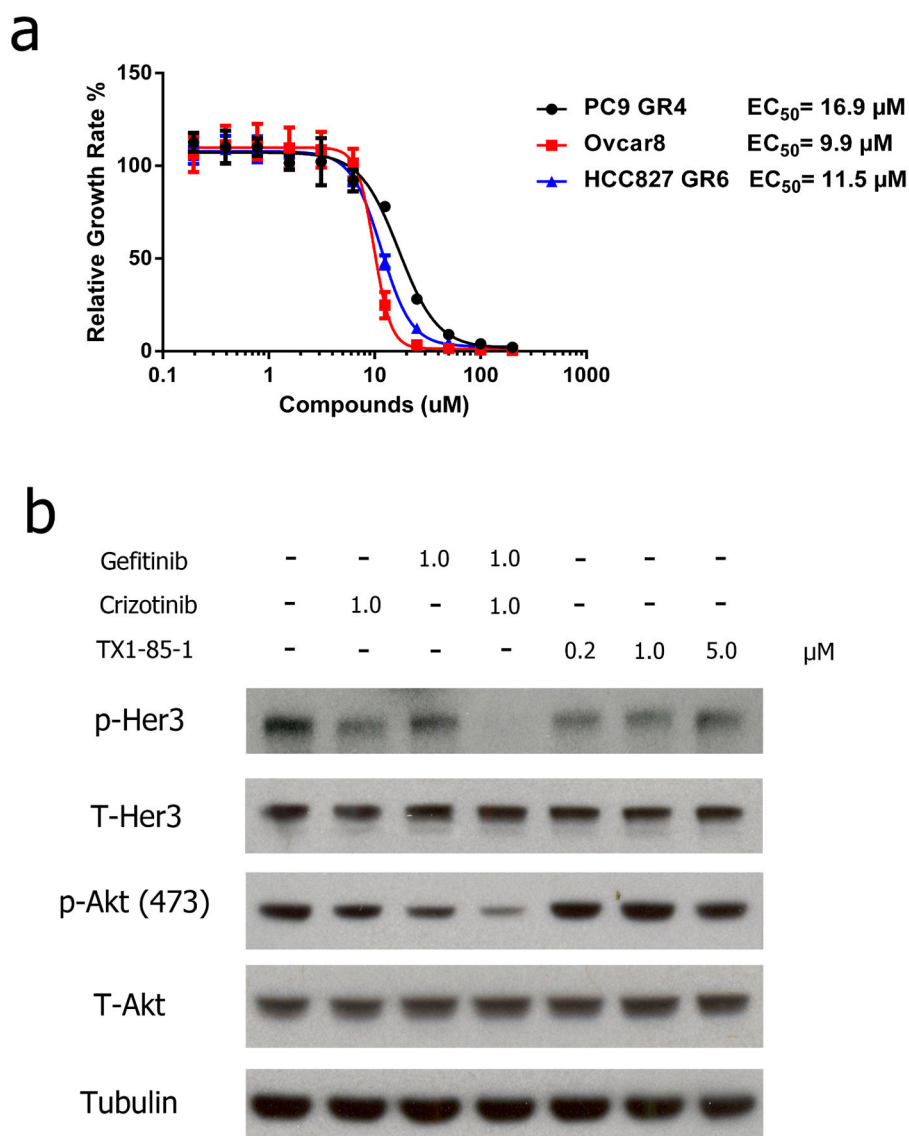 a
150
100
50
0
Relative Growth Rate %
0.1 1 10 100 1000
Compounds (uM)
PC9 GR4 EC50= 16.9 µM
Ovcar8 EC50= 9.9 µM
HCC827 GR6 EC50= 11.5 µM
b
Gefitinib - - 1.0 1.0 - - -
Crizotinib - 1.0 - 1.0 - - -
TX1-85-1 - - - - 0.2 1.0 5.0 µM
p-Her3
T-Her3
p-Akt (473)
T-Akt
Tubulin